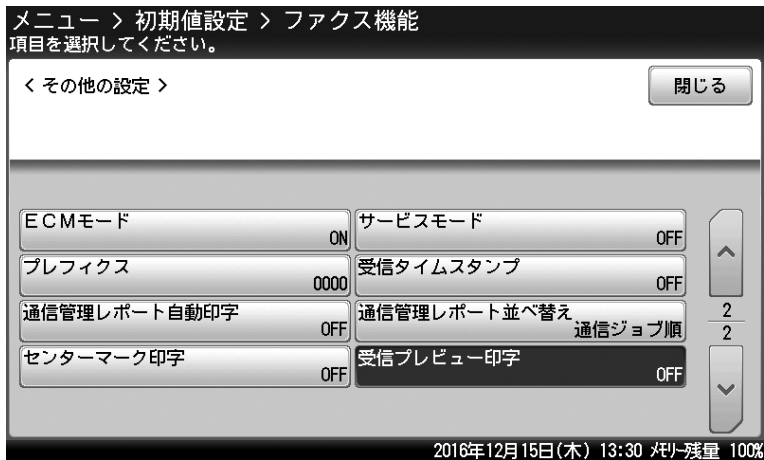 メニュー > 初期値設定 > ファクス機能
項目を選択してください。
< その他の設定 >
閉じる
ECMモード
ON
サービスモード
OFF
プレフィクス
0000
受信タイムスタンプ
OFF
通信管理レポート自動印字
OFF
通信管理レポート並べ替え
通信ジョブ順
センターマーク印字
OFF
受信プレビュー印字
OFF
2
2
2016年12月15日(木) 13:30 メモリー残量 100%